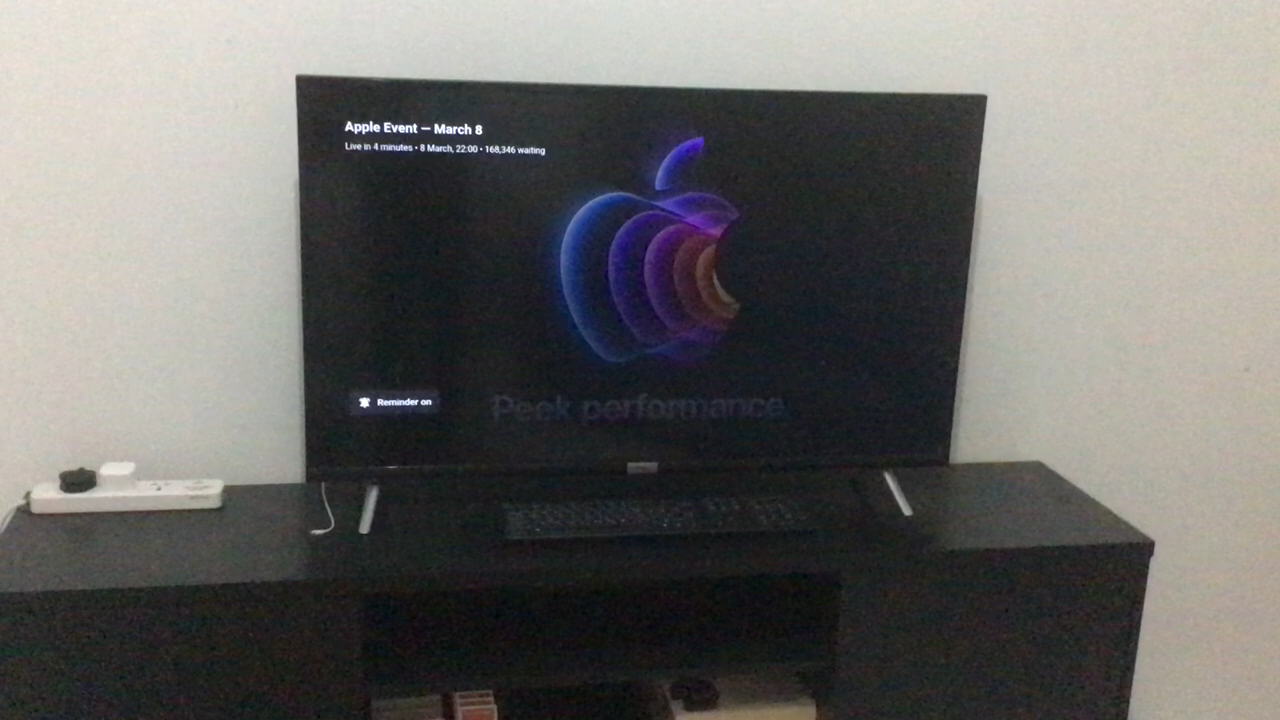 Apple Event — March 8
Live in 4 minutes • 8 March, 22:00 • 168,346 waiting
Reminder on
Peek performance.